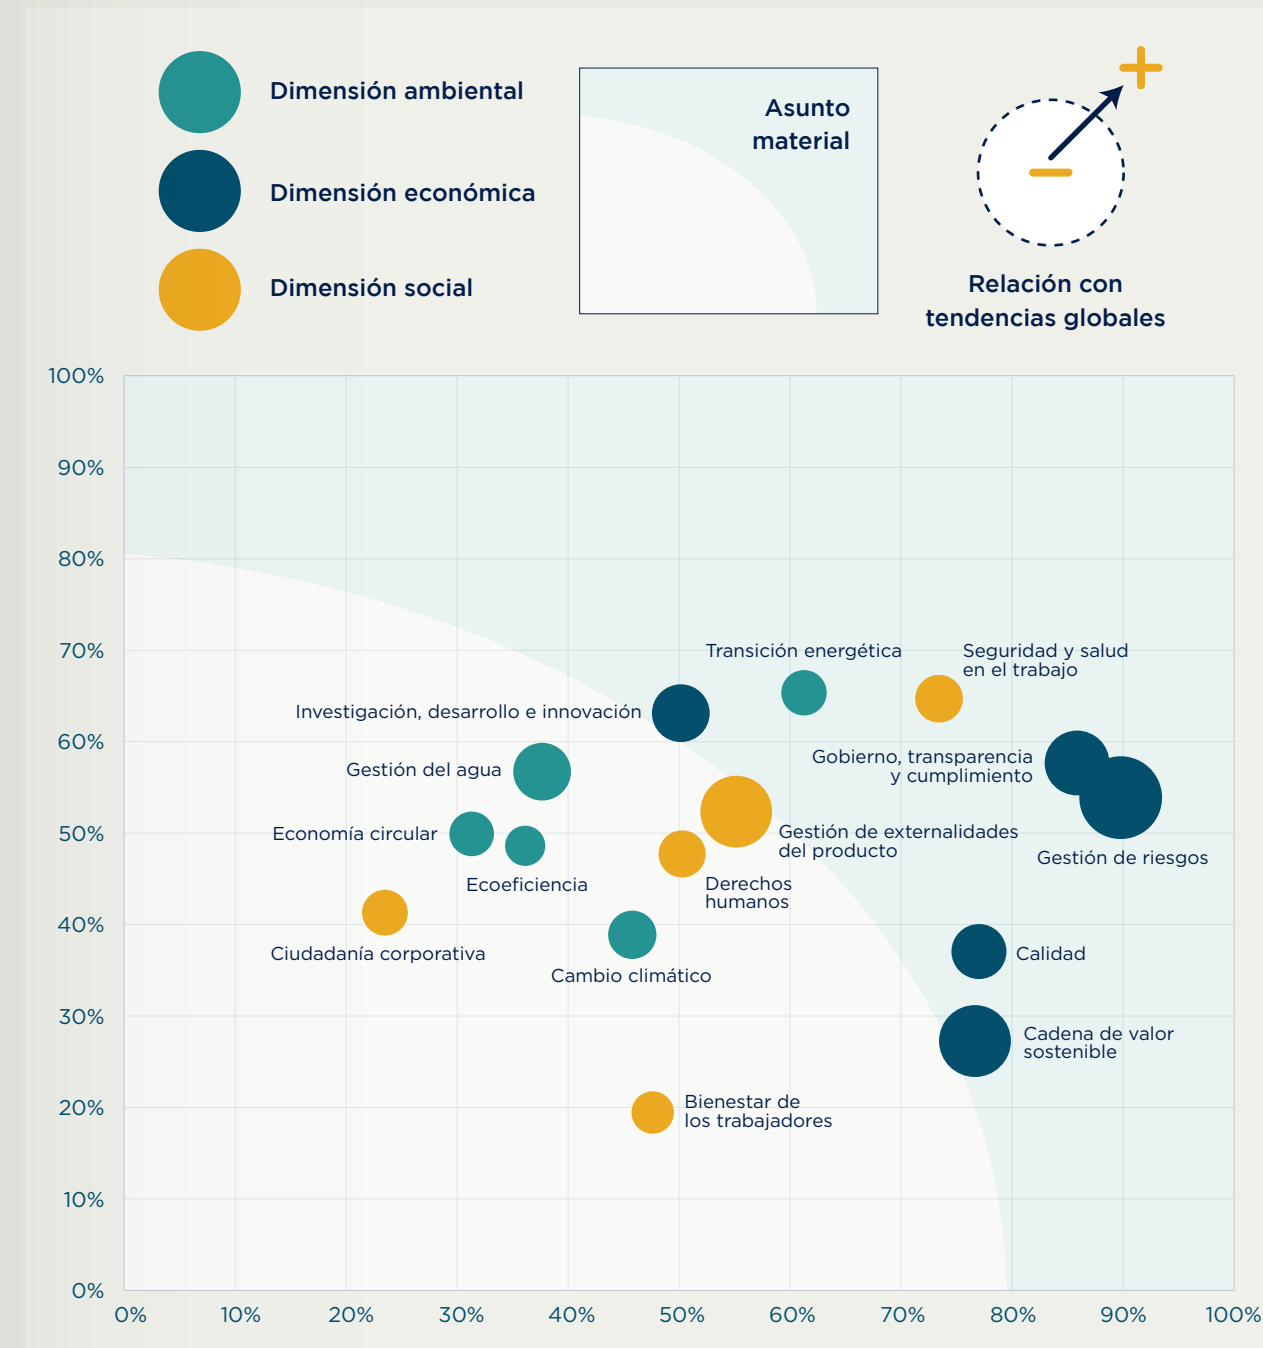 Dimensión ambiental
Dimensión económica
Dimensión social
Asunto
material
Relación con
tendencias globales
100%
90%
80%
70%
60%
50%
40%
30%
20%
10%
0%
Transición energética
Seguridad y salud
en el trabajo
Investigación, desarrollo e innovación
Gobierno, transparencia
y cumplimiento
Gestión del agua
Economía circular
Gestión de externalidades
del producto
Gestión de riesgos
Ecoeficiencia
Derechos
humanos
Ciudadanía corporativa
Calidad
Cambio climático
Cadena de valor
sostenible
Bienestar de
los trabajadores
0%
10%
20%
30%
40%
50%
60%
70%
80%
90%
100%